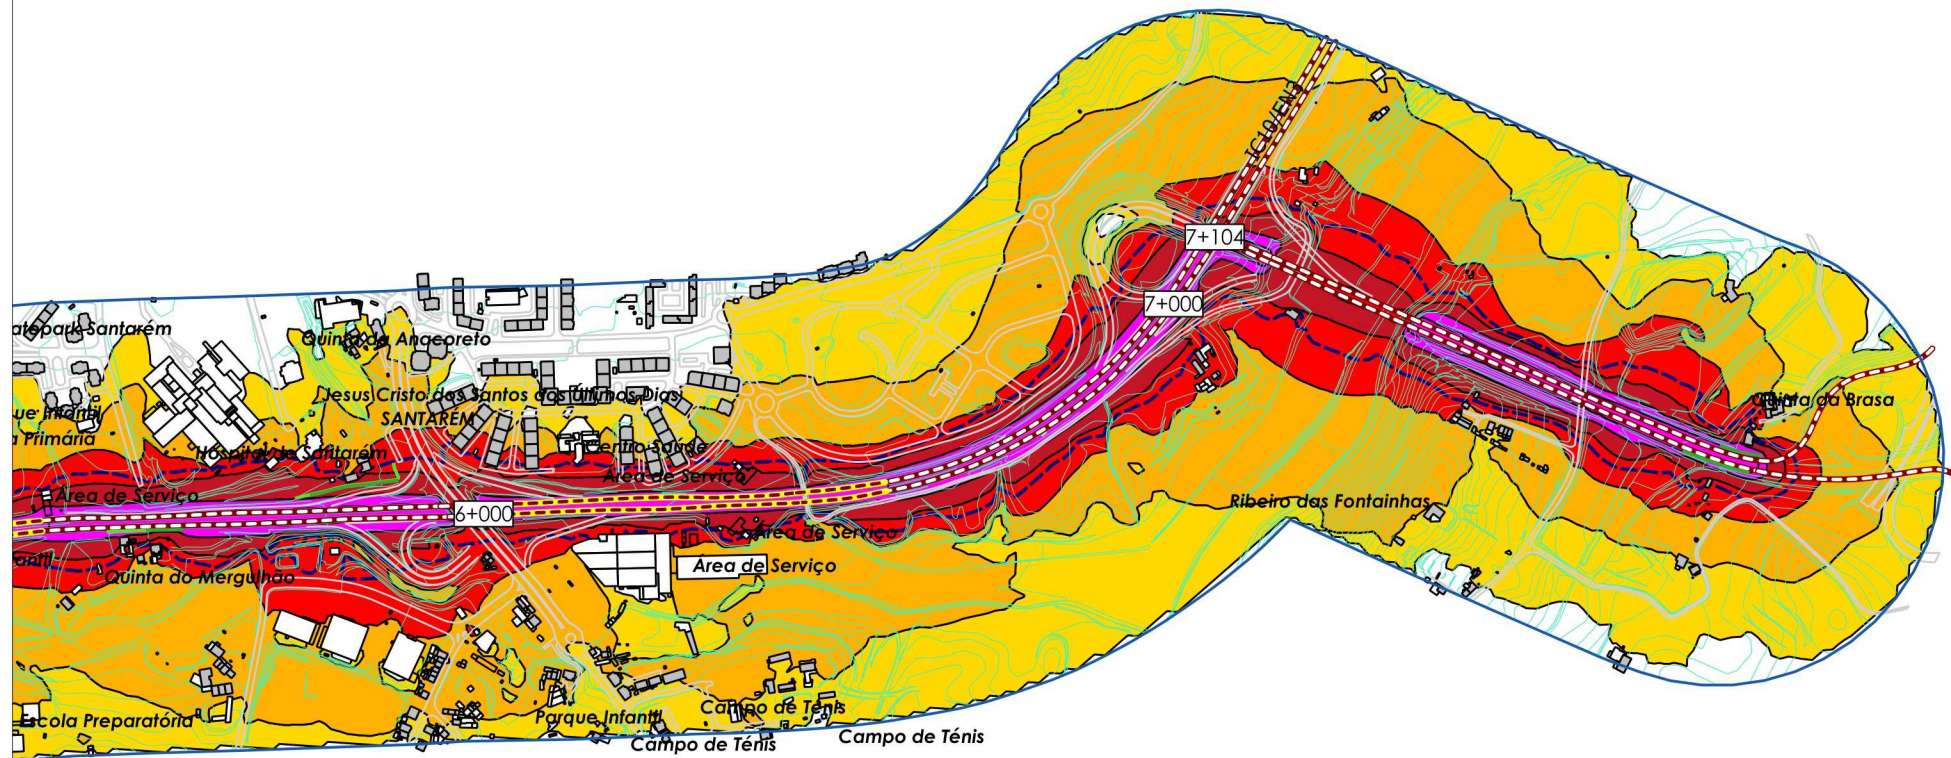 IC10/EN3
7+104
7+000
atepark Santarém
Quinta do Anacoreto
Jesus Cristo dos Santos dos Últimos Dias
Quinta da Brasa
ue Infantil
SANTARÉM
a Primária
Centro Saúde
Hospital de Santarém
Área de Serviço
Área de Serviço
Ribeiro das Fontainhas
6+000
Área de Serviço
antil
Área de Serviço
Quinta do Mergulhão
Escola Preparatória
Parque Infantil
Campo de Ténis
Campo de Ténis
Campo de Ténis